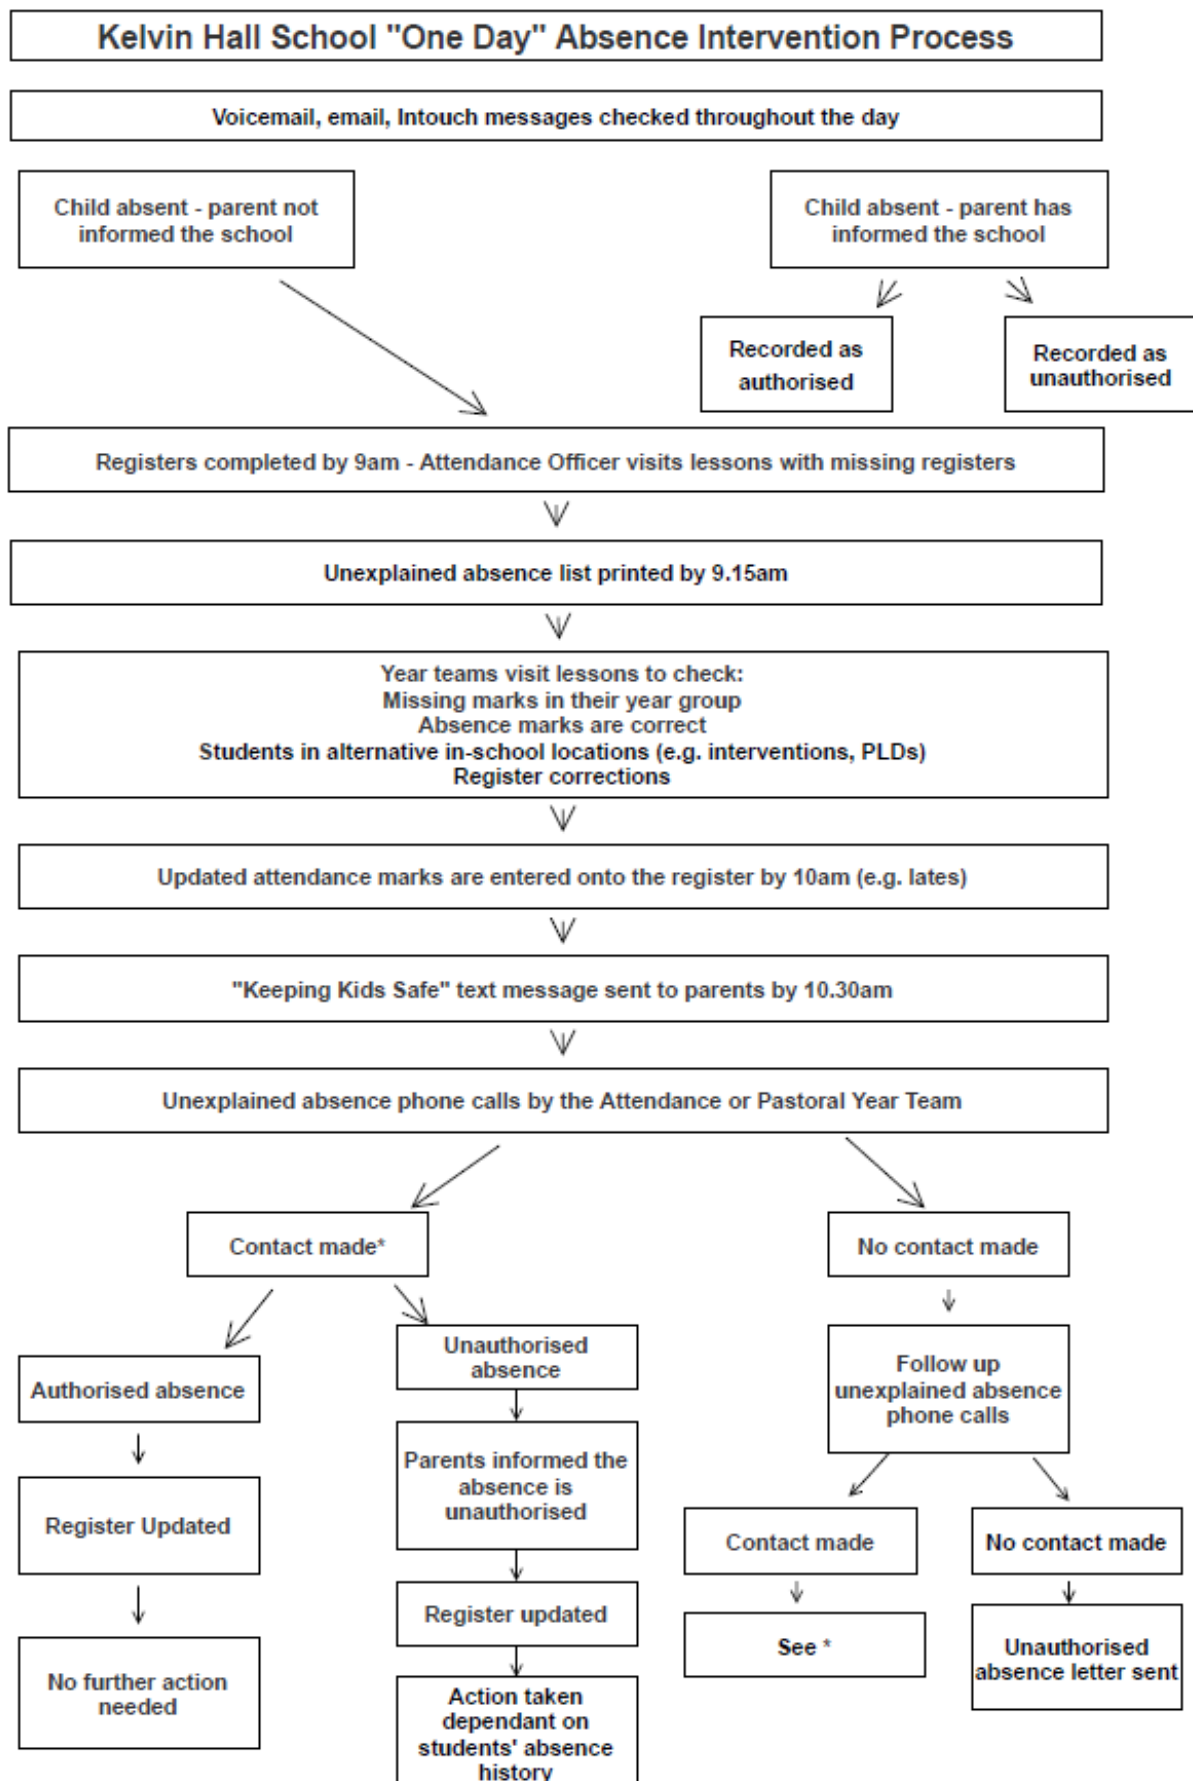 Kelvin Hall School "One Day" Absence Intervention Process
Voicemail, email, Intouch messages checked throughout the day
Child absent - parent not
informed the school
Child absent - parent has
informed the school
Recorded as
authorised
Recorded as
unauthorised
Registers completed by 9am - Attendance Officer visits lessons with missing registers
Unexplained absence list printed by 9.15am
Year teams visit lessons to check:
Missing marks in their year group
Absence marks are correct
Students in alternative in-school locations (e.g. interventions, PLDs)
Register corrections
Updated attendance marks are entered onto the register by 10am (e.g. lates)
"Keeping Kids Safe" text message sent to parents by 10.30am
Unexplained absence phone calls by the Attendance or Pastoral Year Team
Contact made*
No contact made
Authorised absence
Unauthorised
absence
Follow up
unexplained absence
phone calls
Register Updated
Parents informed the
absence is
unauthorised
Contact made
No contact made
Register updated
See *
Unauthorised
absence letter sent
No further action
needed
Action taken
dependant on
students' absence
history